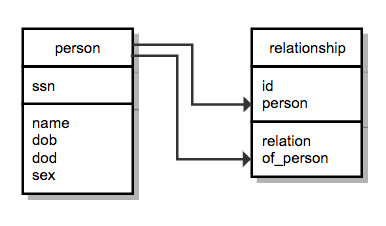 person
ssn
name
dob
dod
sex
relationship
id
person
relation
of_person